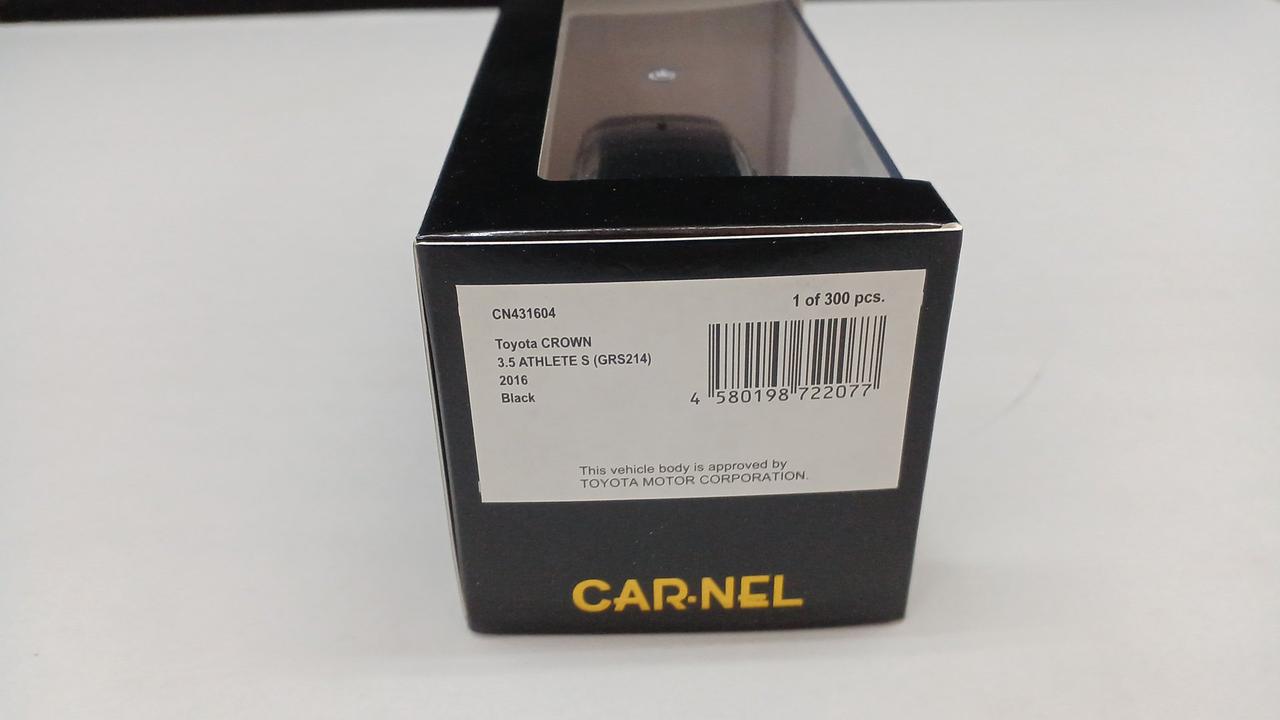 CN431604
1 of 300 pcs.
Toyota CROWN
3.5 ATHLETE S (GRS214)
2016
Black
4 580198 722077
This vehicle body is approved by
TOYOTA MOTOR CORPORATION.
CAR·NEL